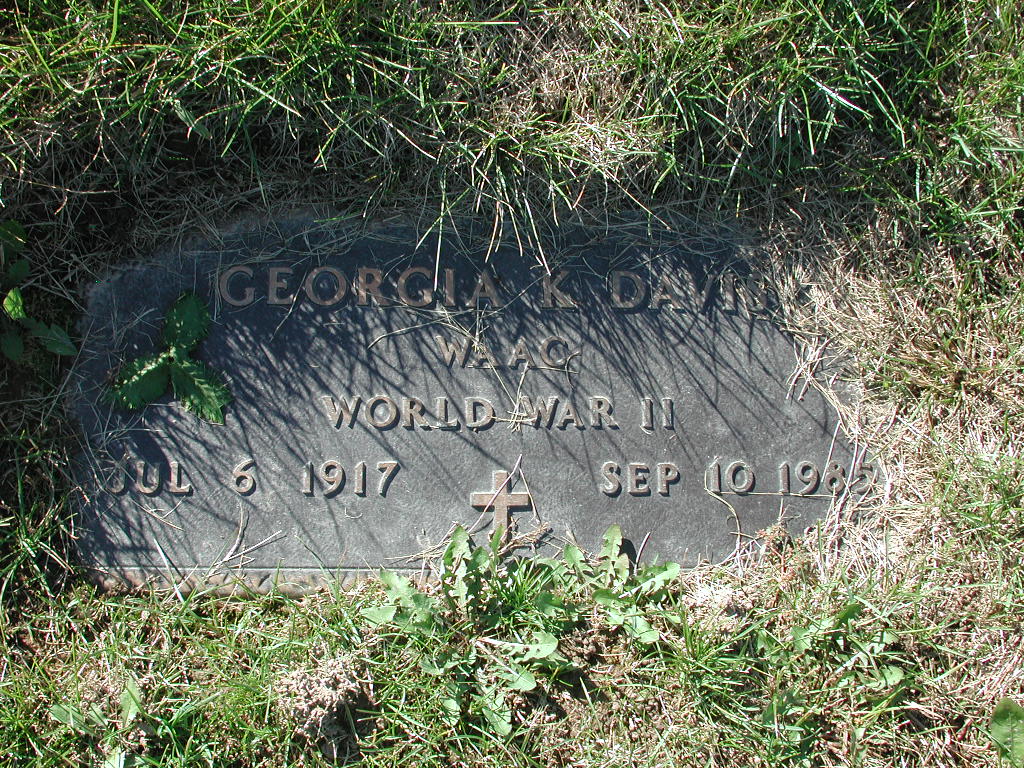 GEORGIA K DAVIS
WAAC
WORLD WAR II
JUL 6 1917 SEP 10 1985